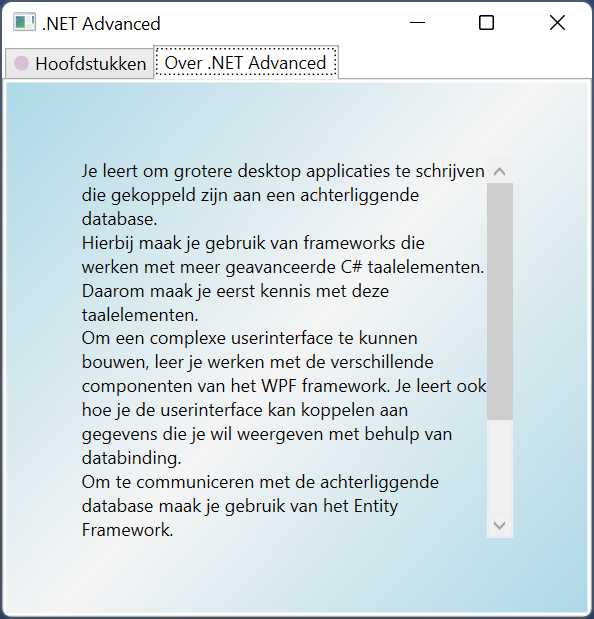 .NET Advanced
Hoofdstukken
Over .NET Advanced
Je leert om grotere desktop applicaties te schrijven
die gekoppeld zijn aan een achterliggende
database.
Hierbij maak je gebruik van frameworks die
werken met meer geavanceerde C# taalelementen.
Daarom maak je eerst kennis met deze
taalelementen.
Om een complexe userinterface te kunnen
bouwen, leer je werken met de verschillende
componenten van het WPF framework. Je leert ook
hoe je de userinterface kan koppelen aan
gegevens die je wil weergeven met behulp van
databinding.
Om te communiceren met de achterliggende
database maak je gebruik van het Entity
Framework.